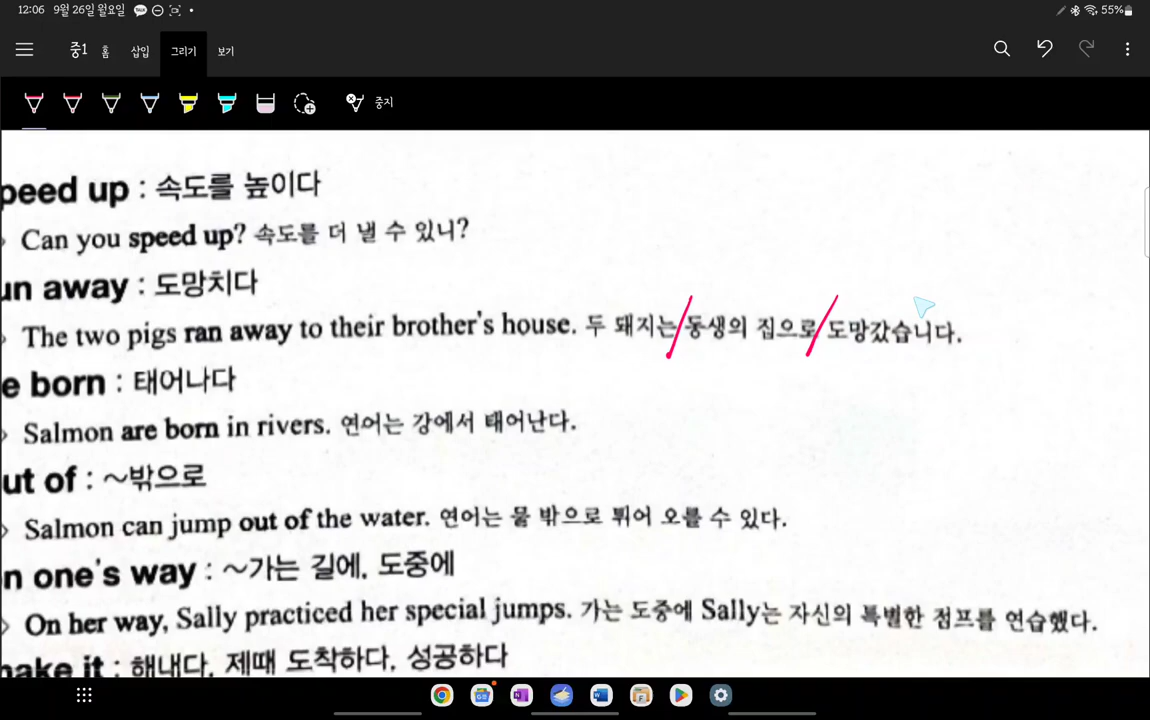 12:06 9월 26일 월요일 TALK 55%
중1 홈 삽입 그리기 보기
중지
peed up : 속도를 높이다
Can you speed up? 속도를 더 낼 수 있니?
un away : 도망치다
The two pigs ran away to their brother's house. 두 돼지는 동생의 집으로 도망갔습니다.
e born : 태어나다
Salmon are born in rivers. 연어는 강에서 태어난다.
ut of : ~밖으로
Salmon can jump out of the water. 연어는 물 밖으로 뛰어 오를 수 있다.
n one's way : ~가는 길에, 도중에
On her way, Sally practiced her special jumps. 가는 도중에 Sally는 자신의 특별한 점프를 연습했다.
make it : 해내다, 제때 도착하다, 성공하다